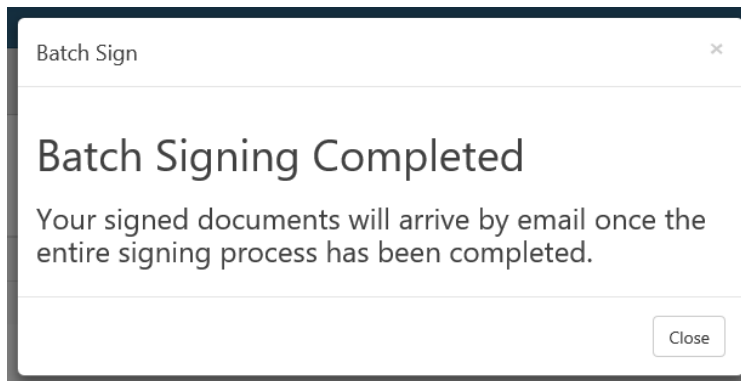 Batch Sign ×
Batch Signing Completed
Your signed documents will arrive by email once the
entire signing process has been completed.
Close